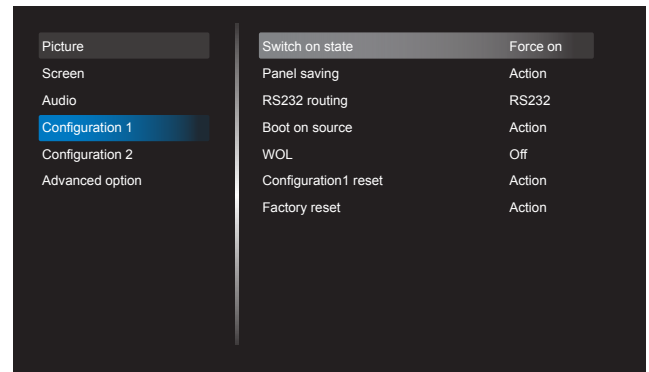 Picture
Screen
Audio
Configuration 1
Configuration 2
Advanced option
Switch on state Force on
Panel saving Action
RS232 routing RS232
Boot on source Action
WOL Off
Configuration1 reset Action
Factory reset Action